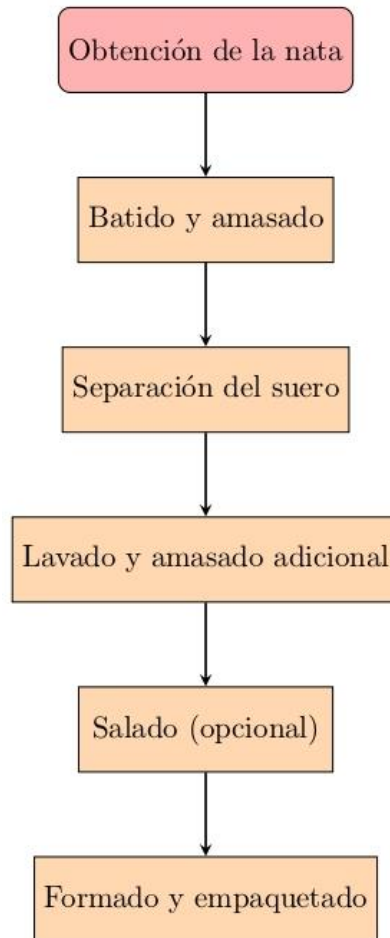 Obtención de la nata
Batido y amasado
Separación del suero
Lavado y amasado adicional
Salado (opcional)
Formado y empaquetado